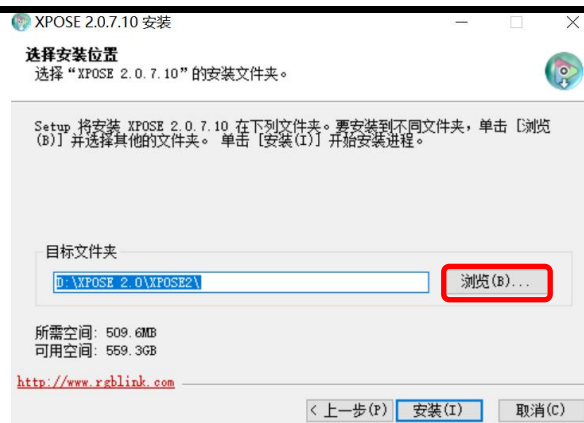 XPOSE 2.0.7.10 安装
选择安装位置
选择“XPOSE 2.0.7.10”的安装文件夹。
Setup 将安装 XPOSE 2.0.7.10 在下列文件夹。要安装到不同文件夹，单击 [浏览
(B)] 并选择其他的文件夹。 单击 [安装(I)] 开始安装进程。
目标文件夹
D:\XPOSE 2.0\XPOSE2\
浏览(B)...
所需空间: 509.6MB
可用空间: 559.3GB
http://www.rgblink.com
< 上一步(P)
安装(I)
取消(C)